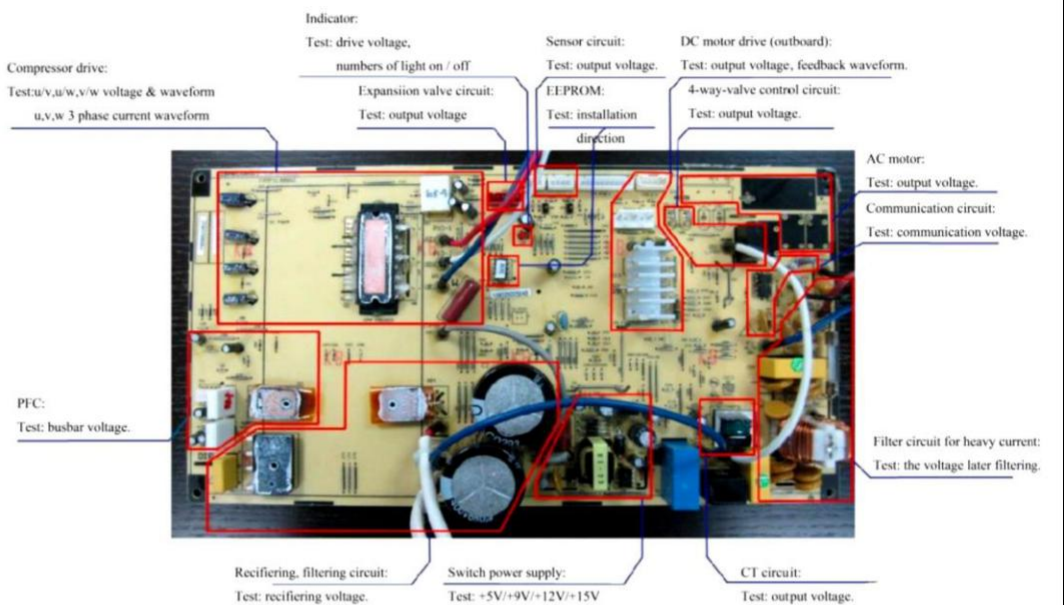 Indicator:
Test: drive voltage,
numbers of light on / off
Sensor circuit:
Test: output voltage.
DC motor drive (outboard):
Test: output voltage, feedback waveform.
Compressor drive:
Test:u/v,u/w,v/w voltage & waveform
u,v,w 3 phase current waveform
Expansiion valve circuit:
Test: output voltage
EEPROM:
Test: installation
direction
4-way-valve control circuit:
Test: output voltage.
AC motor:
Test: output voltage.
Communication circuit:
Test: communication voltage.
PFC:
Test: busbar voltage.
Filter circuit for heavy current:
Test: the voltage later filtering.
Recifiering, filtering circuit:
Test: recifiering voltage.
Switch power supply:
Test: +5V/+9V/+12V/+15V
CT circuit:
Test: output voltage.